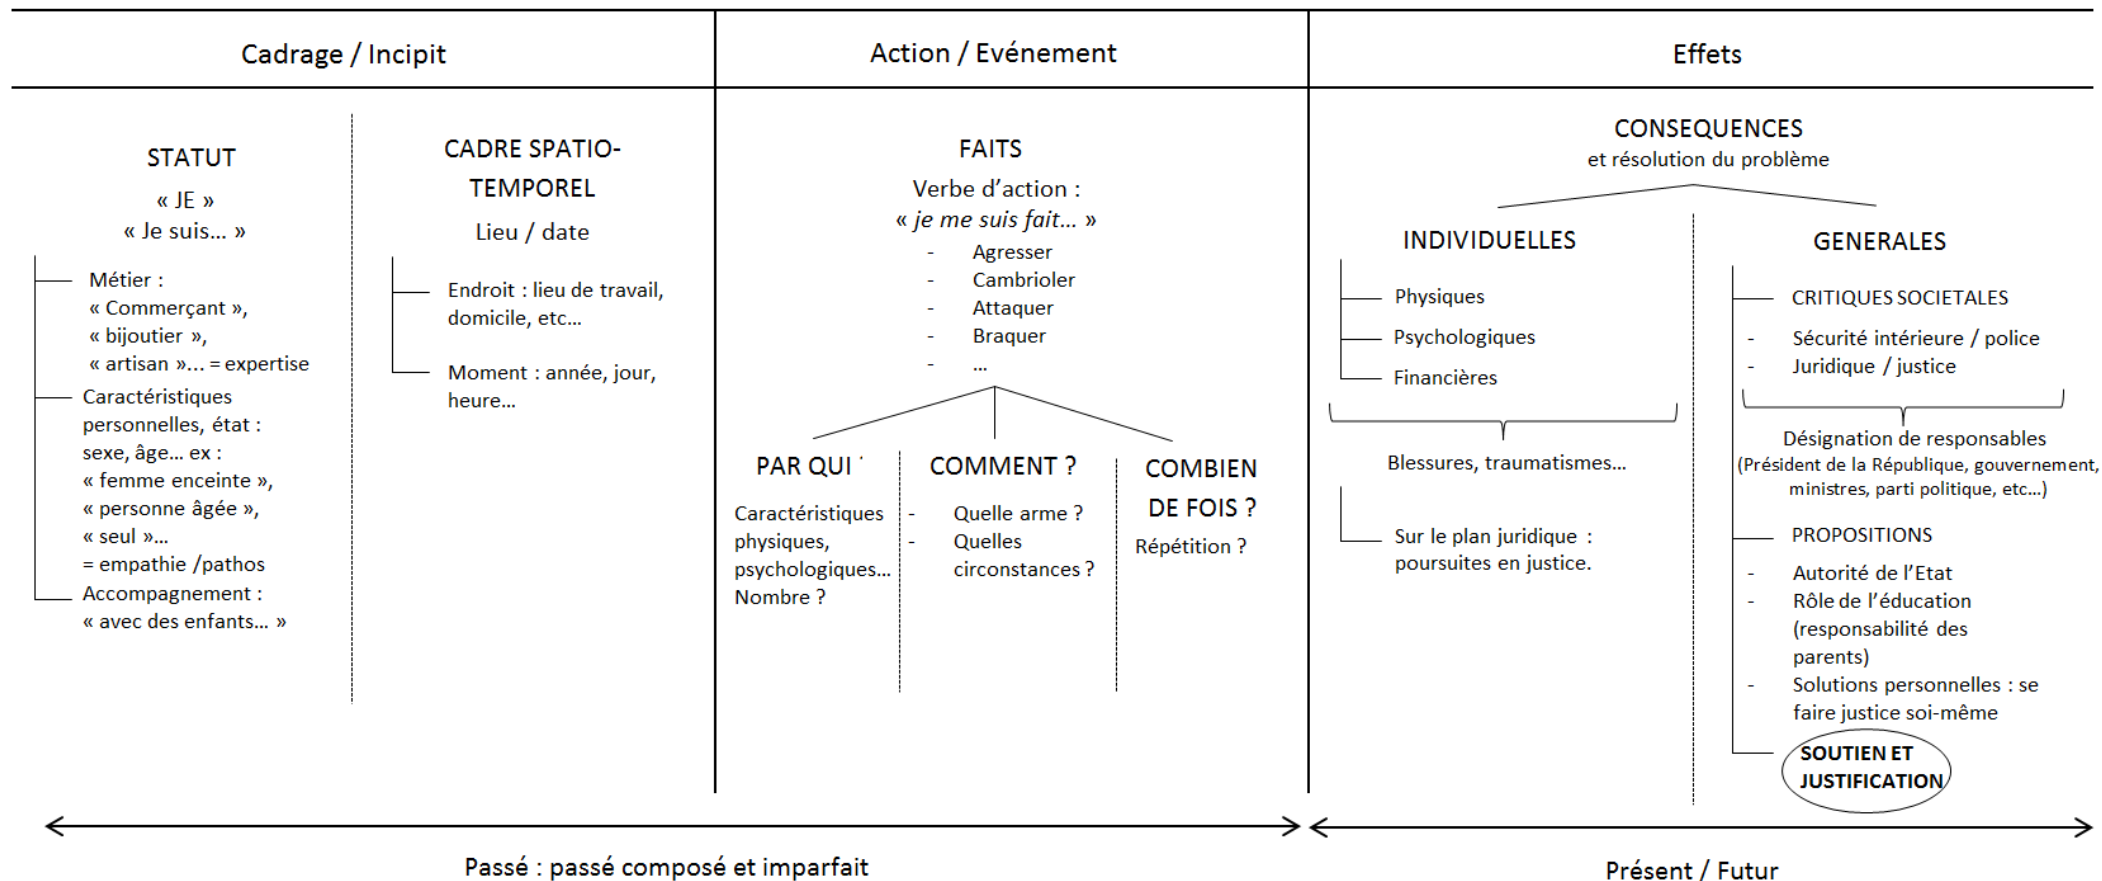 Cadrage / Incipit
Action / Evénement
Effets
STATUT
« JE »
« Je suis… »
Métier :
« Commerçant »,
« bijoutier »,
« artisan »… = expertise
Caractéristiques
personnelles, état :
sexe, âge… ex :
« femme enceinte »,
« personne âgée »,
« seul »…
= empathie /pathos
Accompagnement :
« avec des enfants… »
CADRE SPATIO-
TEMPOREL
Lieu / date
Endroit : lieu de travail,
domicile, etc…
Moment : année, jour,
heure…
FAITS
Verbe d’action :
« je me suis fait… »
- Agresser
- Cambrioler
- Attaquer
- Braquer
- …
PAR QUI
Caractéristiques
physiques,
psychologiques…
Nombre ?
COMMENT ?
- Quelle arme ?
- Quelles
circonstances ?
COMBIEN
DE FOIS ?
Répétition ?
CONSEQUENCES
et résolution du problème
INDIVIDUELLES
Physiques
Psychologiques
Financières
Blessures, traumatismes…
Sur le plan juridique :
poursuites en justice.
GENERALES
CRITIQUES SOCIETALES
- Sécurité intérieure / police
- Juridique / justice
Désignation de responsables
(Président de la République, gouvernement,
ministres, parti politique, etc…)
PROPOSITIONS
- Autorité de l’Etat
- Rôle de l’éducation
(responsabilité des
parents)
- Solutions personnelles : se
faire justice soi-même
SOUTIEN ET
JUSTIFICATION
Passé : passé composé et imparfait
Présent / Futur